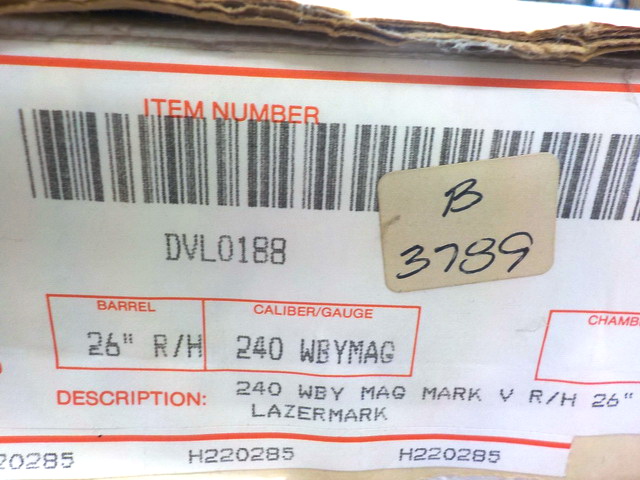 ITEM NUMBER
DVL0188
B
3789
BARREL
26" R/H
CALIBER/GAUGE
240 WBYMAG
CHAMB
DESCRIPTION:
240 WBY MAG MARK V R/H 26"
LAZERMARK
20285 H220285 H220285